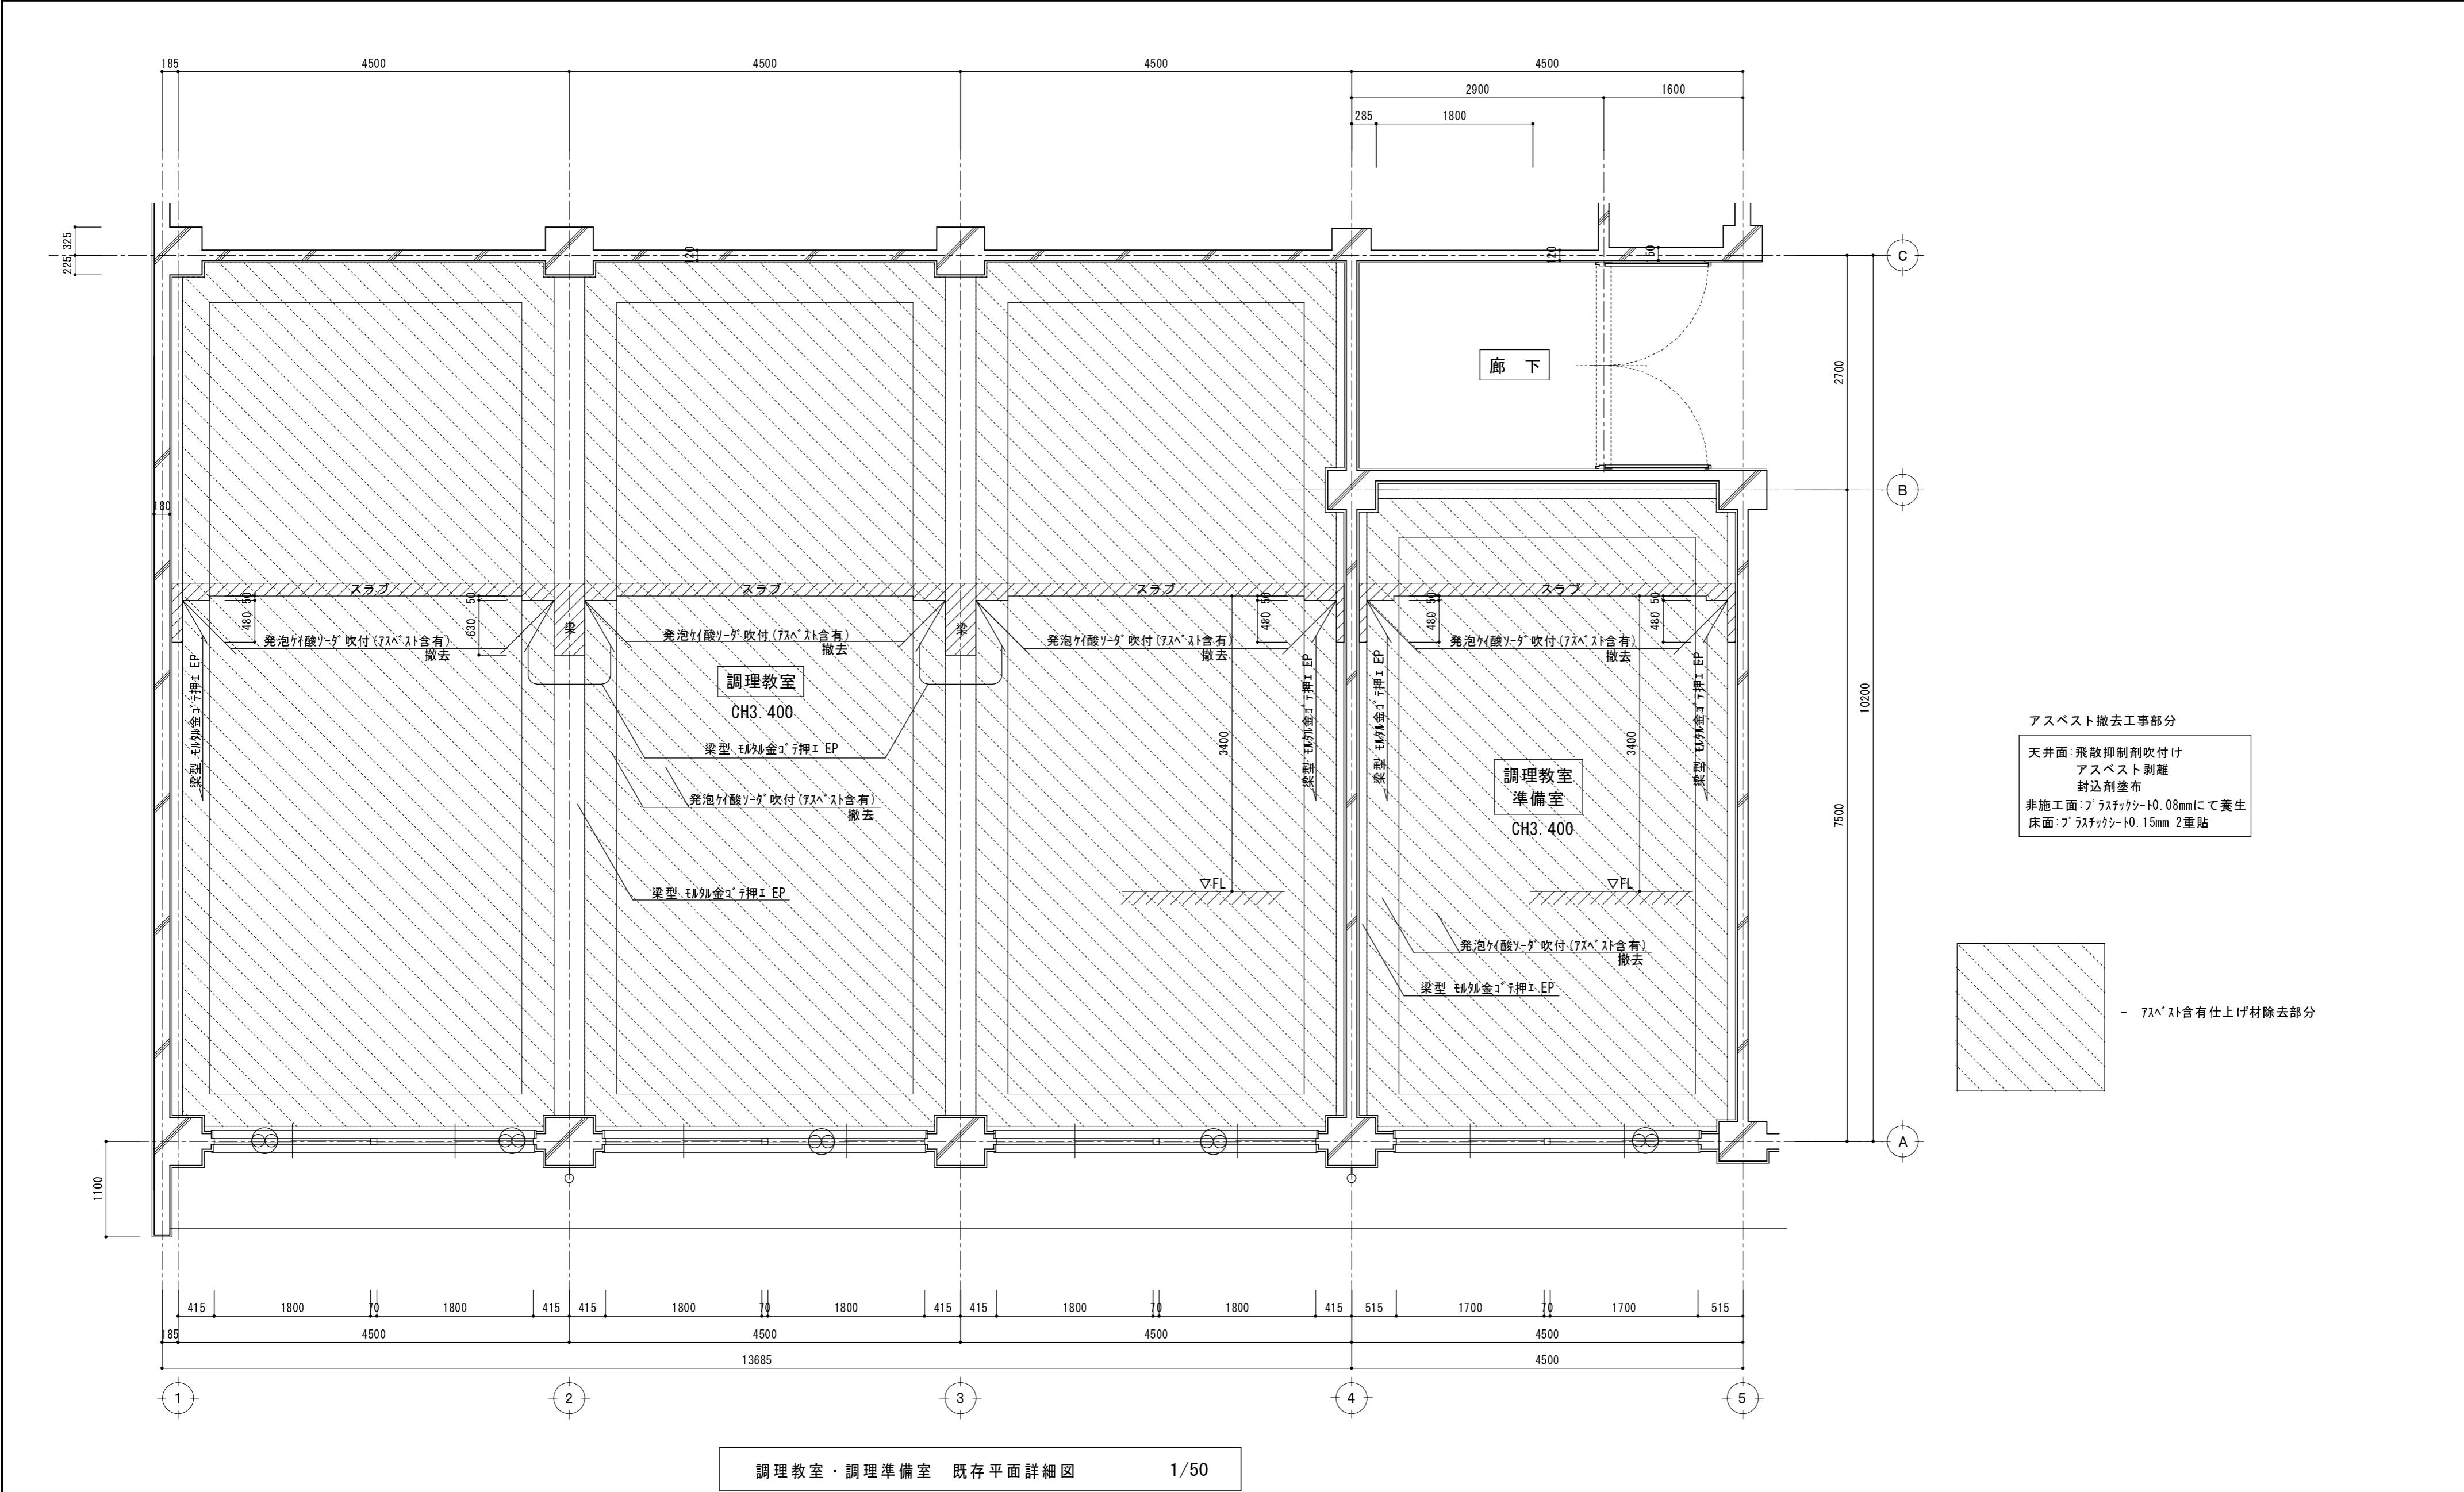 185 4500 4500 4500 4500
2900 1600
285 1800
325
225
120
120
150
C
廊 下
2700
B
180
スラブ スラブ スラブ スラブ
50 480
50 630
50 480
50 480
50 480
梁
梁
発泡ｹｲ酸ｿｰﾀﾞ吹付(ｱｽﾍﾞｽﾄ含有)
撤去
発泡ｹｲ酸ｿｰﾀﾞ吹付(ｱｽﾍﾞｽﾄ含有)
撤去
発泡ｹｲ酸ｿｰﾀﾞ吹付(ｱｽﾍﾞｽﾄ含有)
撤去
発泡ｹｲ酸ｿｰﾀﾞ吹付(ｱｽﾍﾞｽﾄ含有)
撤去
梁型 ﾓﾙﾀﾙ金ｺﾞﾃ押ｴ EP
梁型 ﾓﾙﾀﾙ金ｺﾞﾃ押ｴ EP
梁型 ﾓﾙﾀﾙ金ｺﾞﾃ押ｴ EP
梁型 ﾓﾙﾀﾙ金ｺﾞﾃ押ｴ EP
調理教室
CH3.400
梁型 ﾓﾙﾀﾙ金ｺﾞﾃ押ｴ EP
発泡ｹｲ酸ｿｰﾀﾞ吹付(ｱｽﾍﾞｽﾄ含有)
撤去
梁型 ﾓﾙﾀﾙ金ｺﾞﾃ押ｴ EP
3400
▽FL
3400
▽FL
調理教室
準備室
CH3.400
発泡ｹｲ酸ｿｰﾀﾞ吹付(ｱｽﾍﾞｽﾄ含有)
撤去
梁型 ﾓﾙﾀﾙ金ｺﾞﾃ押ｴ EP
7500
10200
アスベスト撤去工事部分
天井面:飛散抑制剤吹付け
アスベスト剥離
封込剤塗布
非施工面:ﾌﾟﾗｽﾁｯｸｼｰﾄ0.08mmにて養生
床面:ﾌﾟﾗｽﾁｯｸｼｰﾄ0.15mm 2重貼
- ｱｽﾍﾞｽﾄ含有仕上げ材除去部分
A
1100
415 1800 70 1800 415 415 1800 70 1800 415 415 1800 70 1800 415 515 1700 70 1700 515
185 4500 4500 4500 4500
13685 4500
1 2 3 4 5
調理教室・調理準備室 既存平面詳細図 1/50